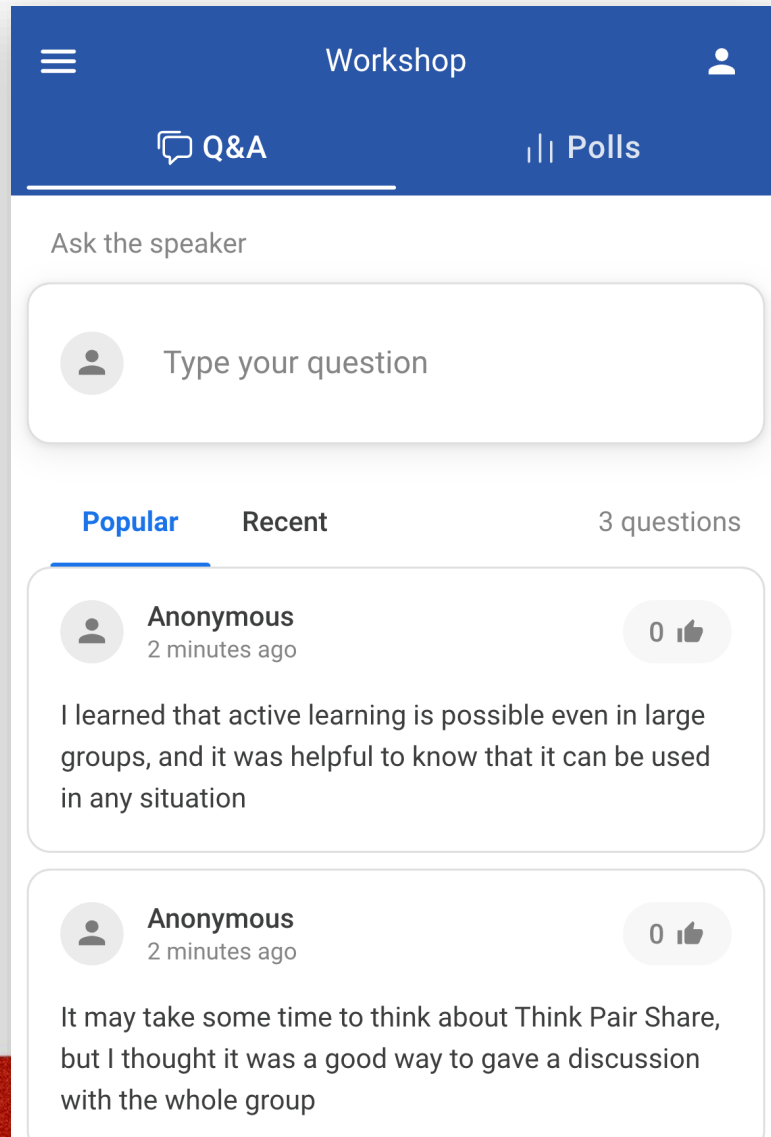 Workshop
Q&A
Polls
Ask the speaker
Type your question
Popular
Recent
3 questions
Anonymous
2 minutes ago
0
I learned that active learning is possible even in large
groups, and it was helpful to know that it can be used
in any situation
Anonymous
2 minutes ago
0
It may take some time to think about Think Pair Share,
but I thought it was a good way to gave a discussion
with the whole group